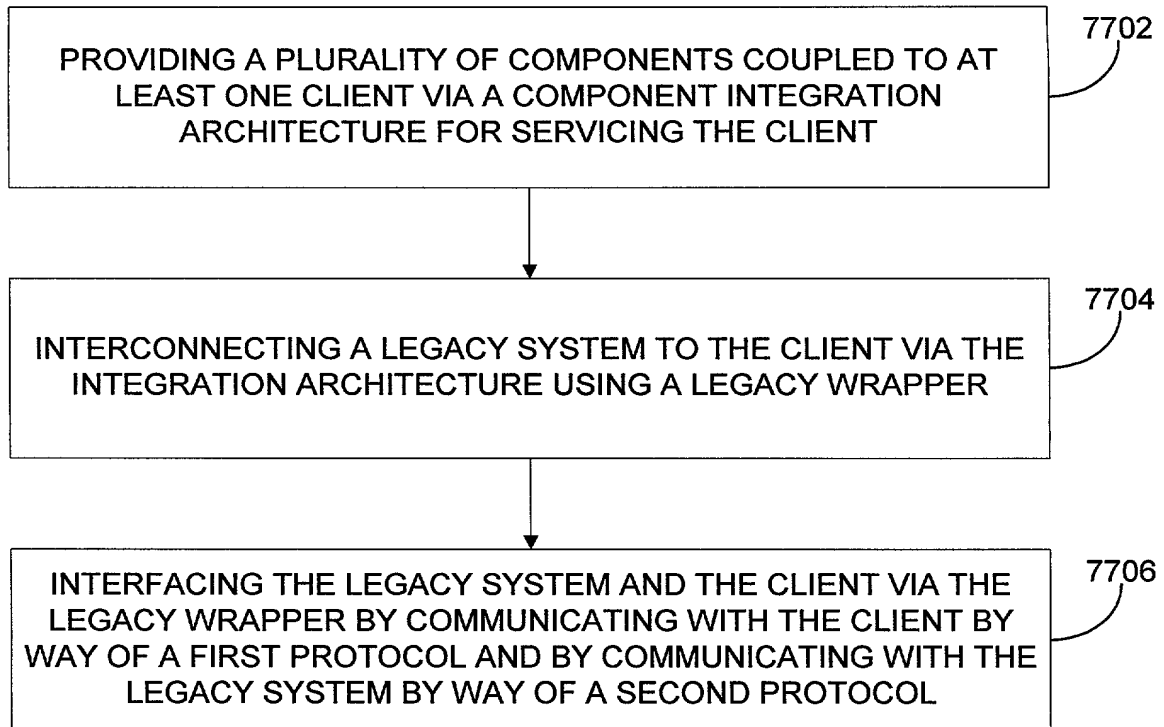 7702
PROVIDING A PLURALITY OF COMPONENTS COUPLED TO AT
LEAST ONE CLIENT VIA A COMPONENT INTEGRATION
ARCHITECTURE FOR SERVICING THE CLIENT
7704
INTERCONNECTING A LEGACY SYSTEM TO THE CLIENT VIA THE
INTEGRATION ARCHITECTURE USING A LEGACY WRAPPER
7706
INTERFACING THE LEGACY SYSTEM AND THE CLIENT VIA THE
LEGACY WRAPPER BY COMMUNICATING WITH THE CLIENT BY
WAY OF A FIRST PROTOCOL AND BY COMMUNICATING WITH THE
LEGACY SYSTEM BY WAY OF A SECOND PROTOCOL